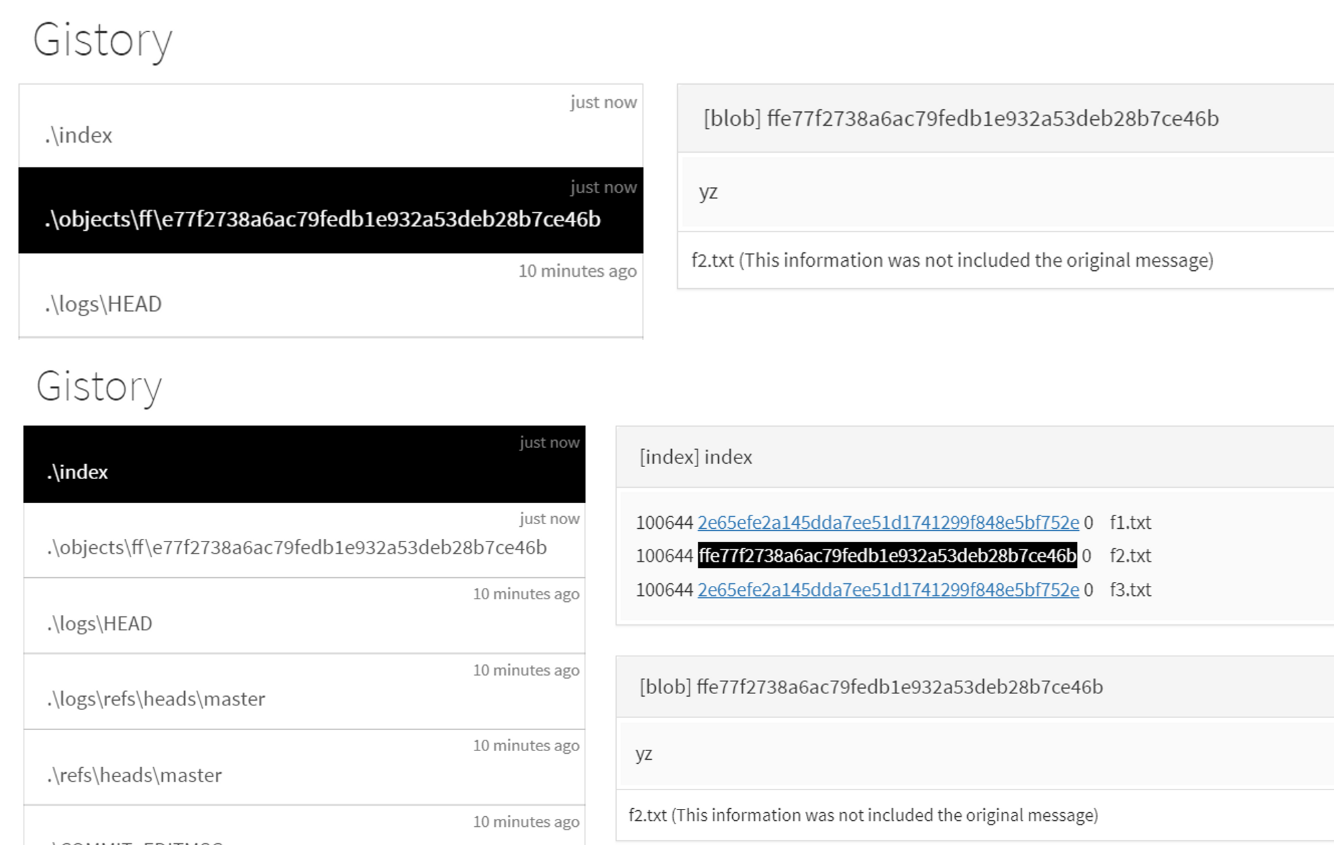 Gistory
just now
.\index
just now
.\objects\ff\e77f2738a6ac79fedb1e932a53deb28b7ce46b
10 minutes ago
.\logs\HEAD
[blob] ffe77f2738a6ac79fedb1e932a53deb28b7ce46b
yz
f2.txt (This information was not included the original message)
Gistory
just now
.\index
just now
.\objects\ff\e77f2738a6ac79fedb1e932a53deb28b7ce46b
10 minutes ago
.\logs\HEAD
10 minutes ago
.\logs\refs\heads\master
10 minutes ago
.\refs\heads\master
10 minutes ago
[index] index
100644 2e65efe2a145dda7ee51d1741299f848e5bf752e 0 f1.txt
100644 ffe77f2738a6ac79fedb1e932a53deb28b7ce46b 0 f2.txt
100644 2e65efe2a145dda7ee51d1741299f848e5bf752e 0 f3.txt
[blob] ffe77f2738a6ac79fedb1e932a53deb28b7ce46b
yz
f2.txt (This information was not included the original message)